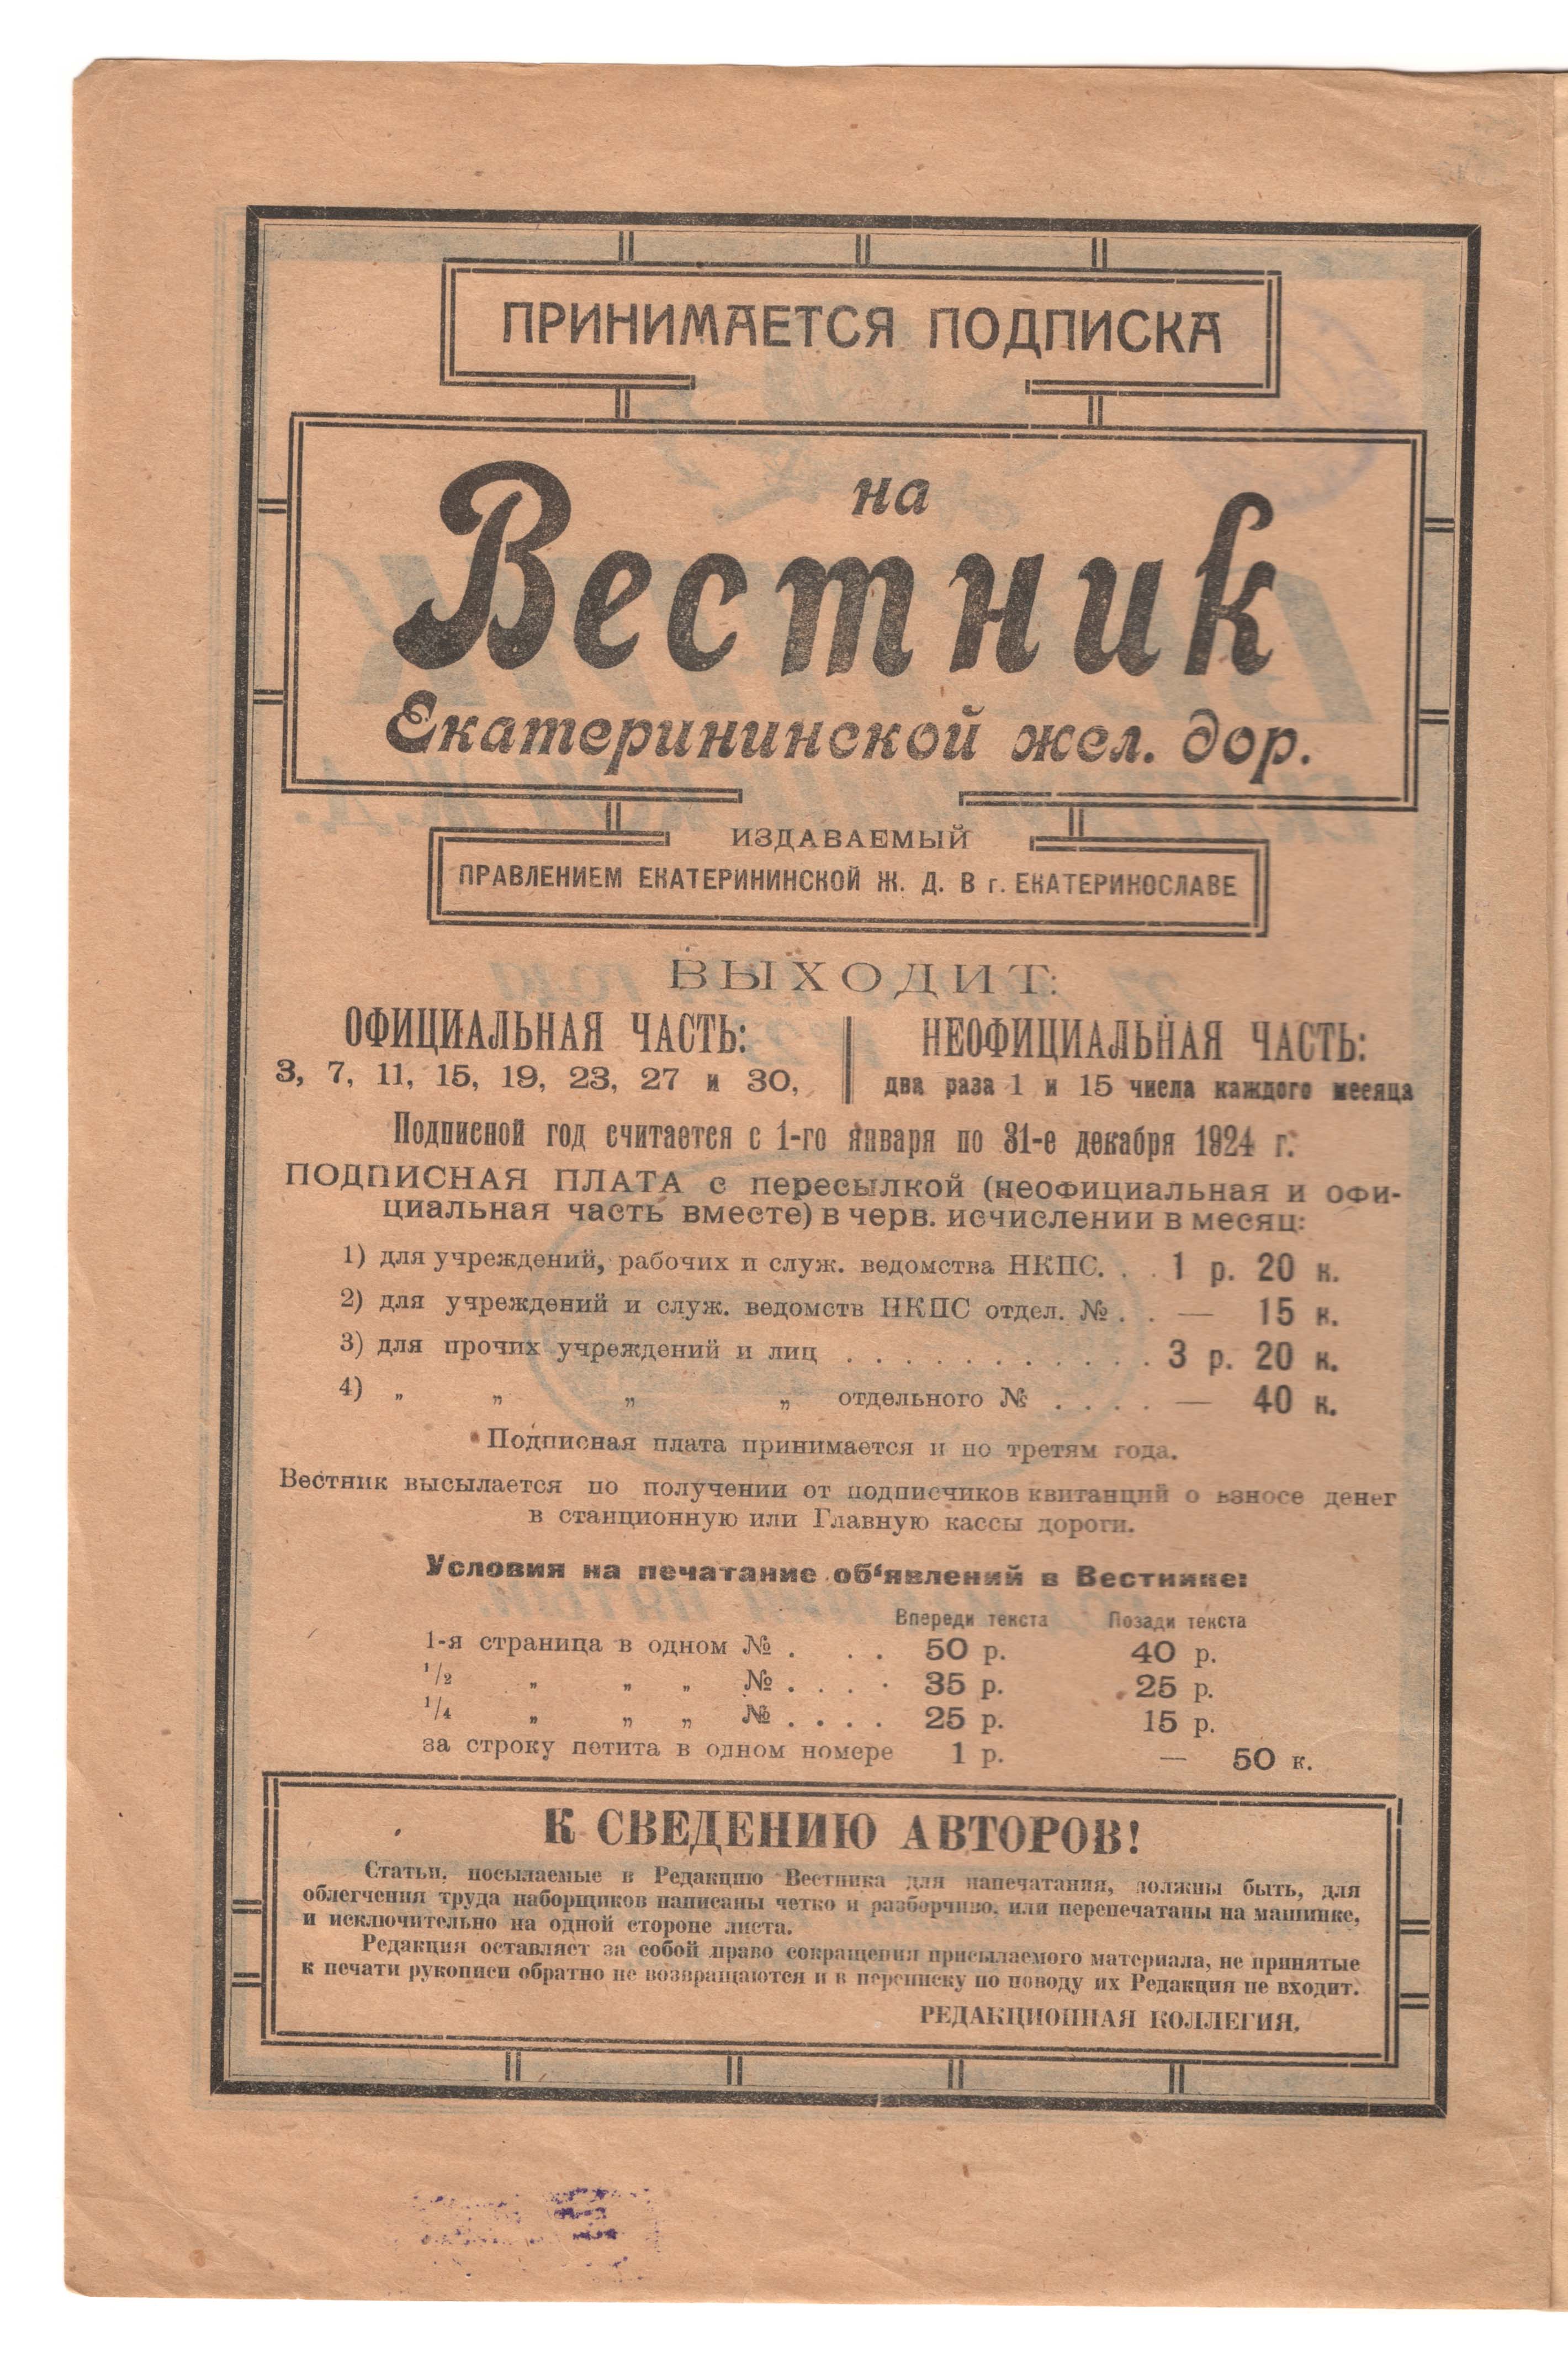 ПРИНИМАЕТСЯ ПОДПИСКА
на
Вестник
Екатерининской жел. дор.
ИЗДАВАЕМЫЙ
ПРАВЛЕНИЕМ ЕКАТЕРИНИНСКОЙ Ж. Д. В г. ЕКАТЕРИНОСЛАВЕ
ВЫХОДИТ:
ОФИЦИАЛЬНАЯ ЧАСТЬ:
3, 7, 11, 15, 19, 23, 27 и 30,
НЕОФИЦИАЛЬНАЯ ЧАСТЬ:
два раза 1 и 15 числа каждого месяца
Подписной год считается с 1-го января по 31-е декабря 1924 г.
ПОДПИСНАЯ ПЛАТА с пересылкой (неофициальная и офи-
циальная часть вместе) в черв. исчислении в месяц:
1) для учреждений, рабочих и служ. ведомства НКПС. . . 1 р. 20 к.
2) для учреждений и служ. ведомств НКПС отдел. № . . — 15 к.
3) для прочих учреждений и лиц . . . . . . . . . . . 3 р. 20 к.
4) „ „ „ „ отдельного № . . . . — 40 к.
Подписная плата принимается и по третям года.
Вестник высылается по получении от подписчиков квитанций о взносе денег
в станционную или Главную кассы дороги.
Условия на печатание об‘явлений в Вестнике:
Впереди текста Позади текста
1-я страница в одном № . . . 50 р. 40 р.
1/2 „ „ „ № . . . . 35 р. 25 р.
1/4 „ „ „ № . . . . 25 р. 15 р.
за строку петита в одном номере 1 р. — 50 к.
К СВЕДЕНИЮ АВТОРОВ!
Статьи, посылаемые в Редакцию Вестника для напечатания, должны быть, для
облегчения труда наборщиков написаны четко и разборчиво, или перепечатаны на машинке,
и исключительно на одной стороне листа.
Редакция оставляет за собой право сокращения присылаемого материала, не принятые
к печати рукописи обратно не возвращаются и в переписку по поводу их Редакция не входит.
РЕДАКЦИОННАЯ КОЛЛЕГИЯ.